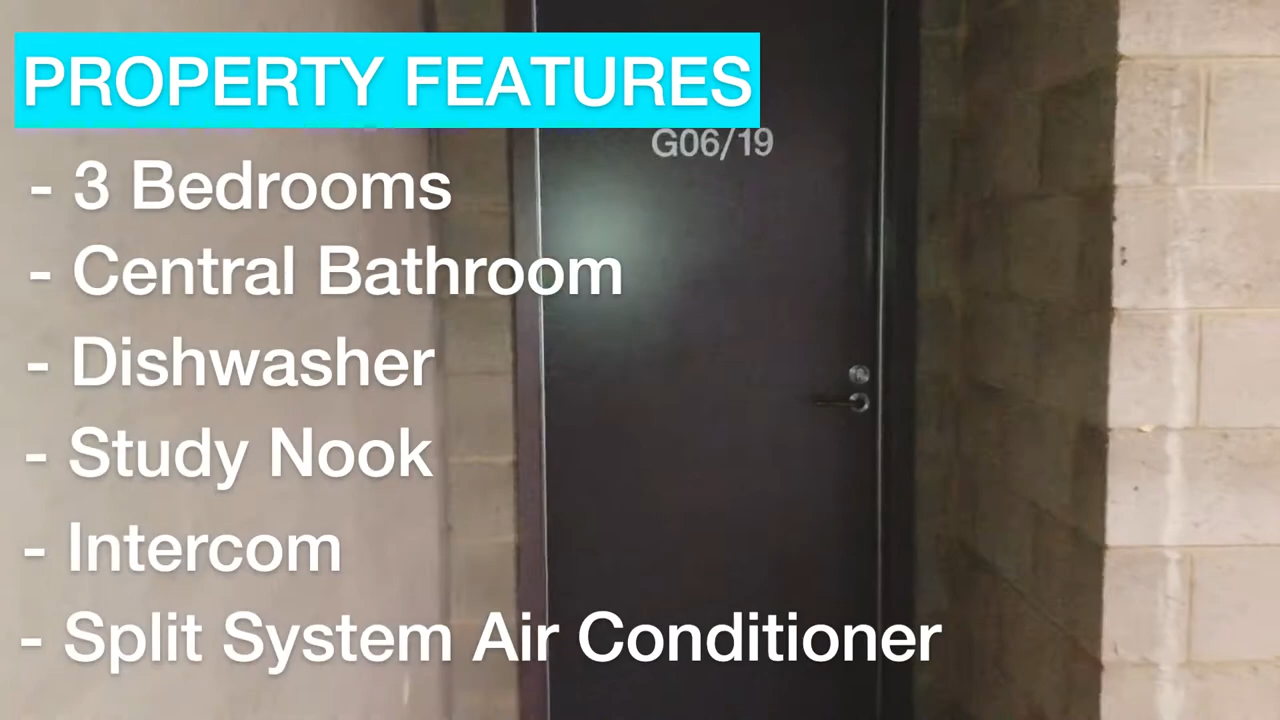 PROPERTY FEATURES
G06/19
- 3 Bedrooms
- Central Bathroom
- Dishwasher
- Study Nook
- Intercom
- Split System Air Conditioner